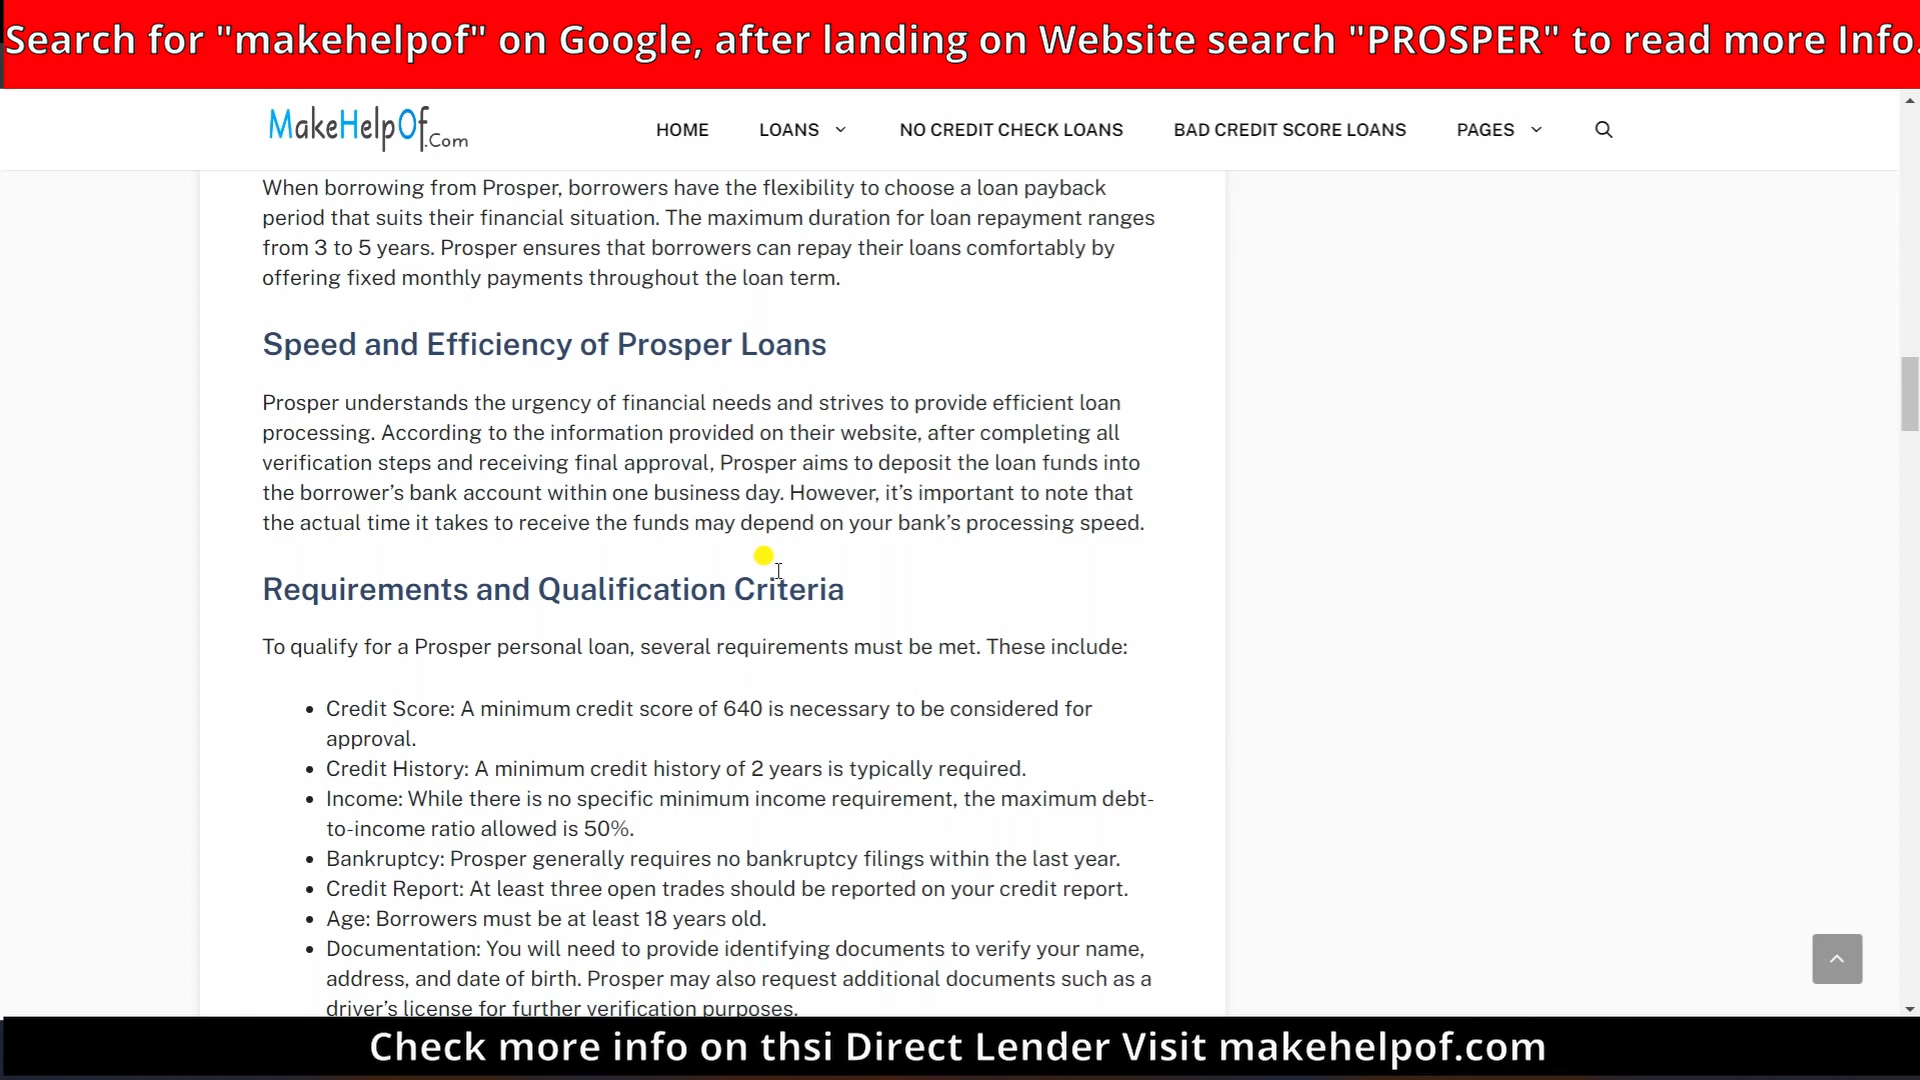 Search for "makehelpof" on Google, after landing on Website search "PROSPER" to read more Info.
MakeHelpOf.Com
HOME
LOANS
NO CREDIT CHECK LOANS
BAD CREDIT SCORE LOANS
PAGES
When borrowing from Prosper, borrowers have the flexibility to choose a loan payback
period that suits their financial situation. The maximum duration for loan repayment ranges
from 3 to 5 years. Prosper ensures that borrowers can repay their loans comfortably by
offering fixed monthly payments throughout the loan term.
Speed and Efficiency of Prosper Loans
Prosper understands the urgency of financial needs and strives to provide efficient loan
processing. According to the information provided on their website, after completing all
verification steps and receiving final approval, Prosper aims to deposit the loan funds into
the borrower’s bank account within one business day. However, it’s important to note that
the actual time it takes to receive the funds may depend on your bank’s processing speed.
Requirements and Qualification Criteria
To qualify for a Prosper personal loan, several requirements must be met. These include:
• Credit Score: A minimum credit score of 640 is necessary to be considered for
approval.
• Credit History: A minimum credit history of 2 years is typically required.
• Income: While there is no specific minimum income requirement, the maximum debt-
to-income ratio allowed is 50%.
• Bankruptcy: Prosper generally requires no bankruptcy filings within the last year.
• Credit Report: At least three open trades should be reported on your credit report.
• Age: Borrowers must be at least 18 years old.
• Documentation: You will need to provide identifying documents to verify your name,
address, and date of birth. Prosper may also request additional documents such as a
driver’s license for further verification purposes.
Check more info on thsi Direct Lender Visit makehelpof.com